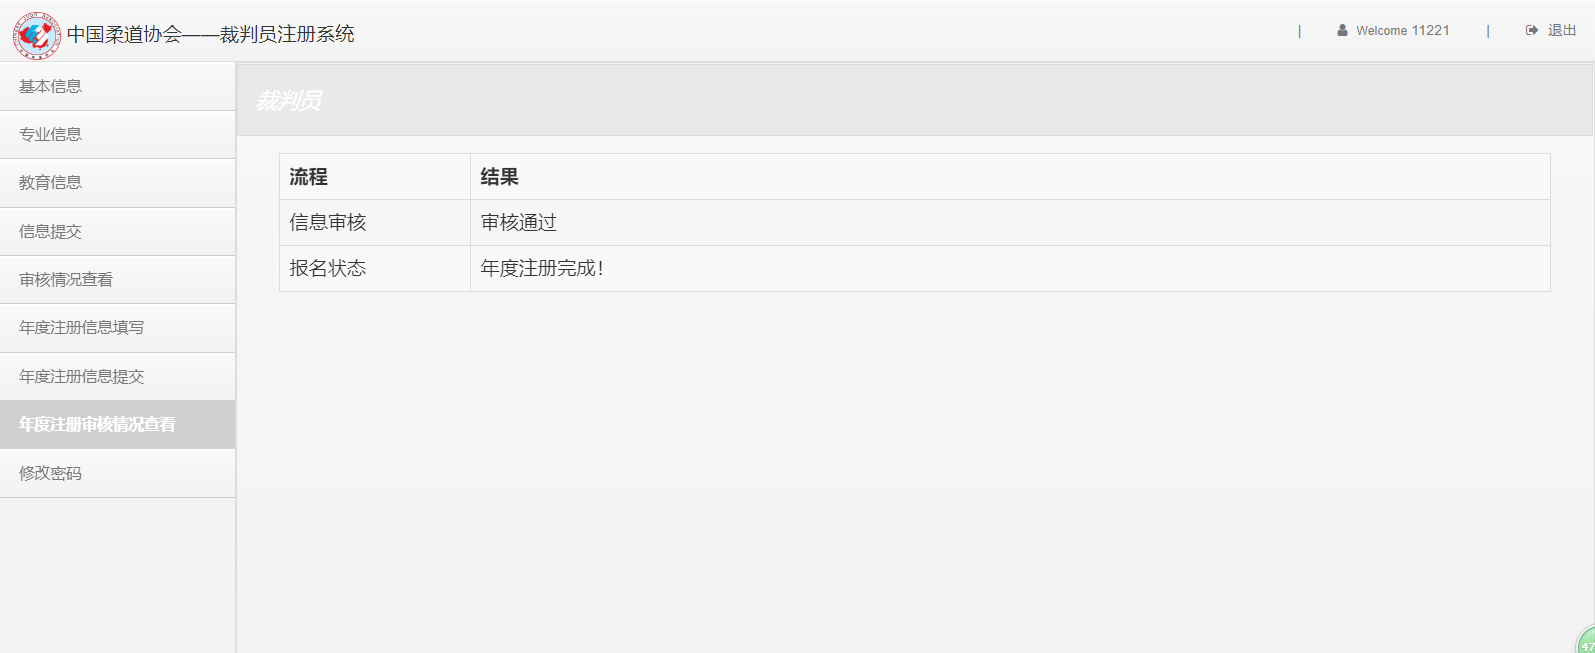 中国柔道协会——裁判员注册系统
| Welcome 11221 | 退出
基本信息
专业信息
教育信息
信息提交
审核情况查看
年度注册信息填写
年度注册信息提交
年度注册审核情况查看
修改密码
裁判员
流程 结果
信息审核 审核通过
报名状态 年度注册完成！
47